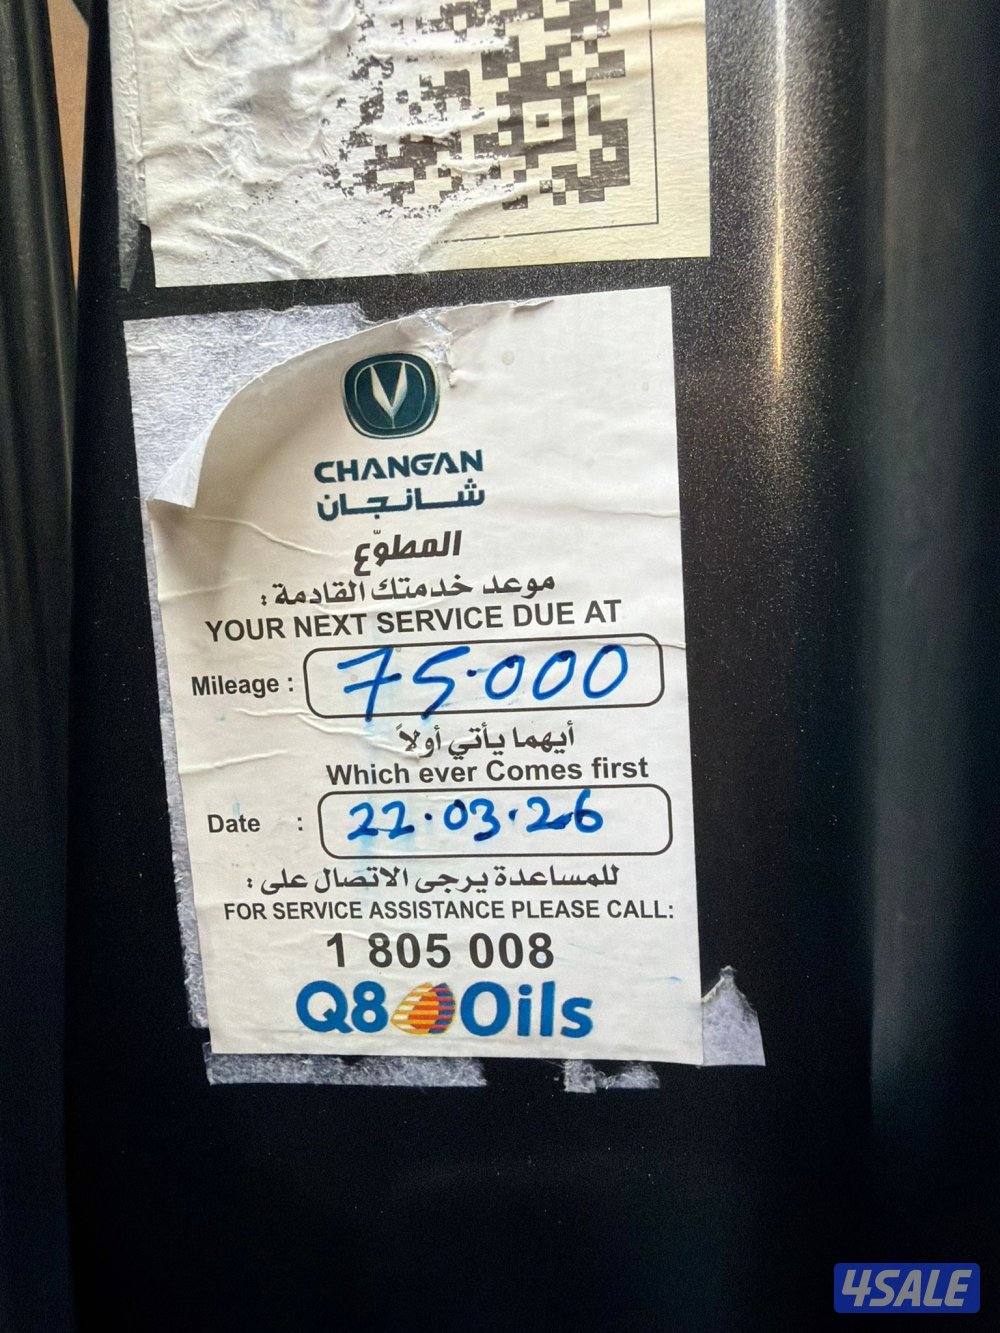 CHANGAN
شانجان
المطوّع
موعد خدمتك القادمة :
YOUR NEXT SERVICE DUE AT
Mileage : 75.000
أيهما يأتي أولاً
Which ever Comes first
Date : 22.03.26
للمساعدة يرجى الاتصال على :
FOR SERVICE ASSISTANCE PLEASE CALL:
1 805 008
Q8 Oils
4SALE